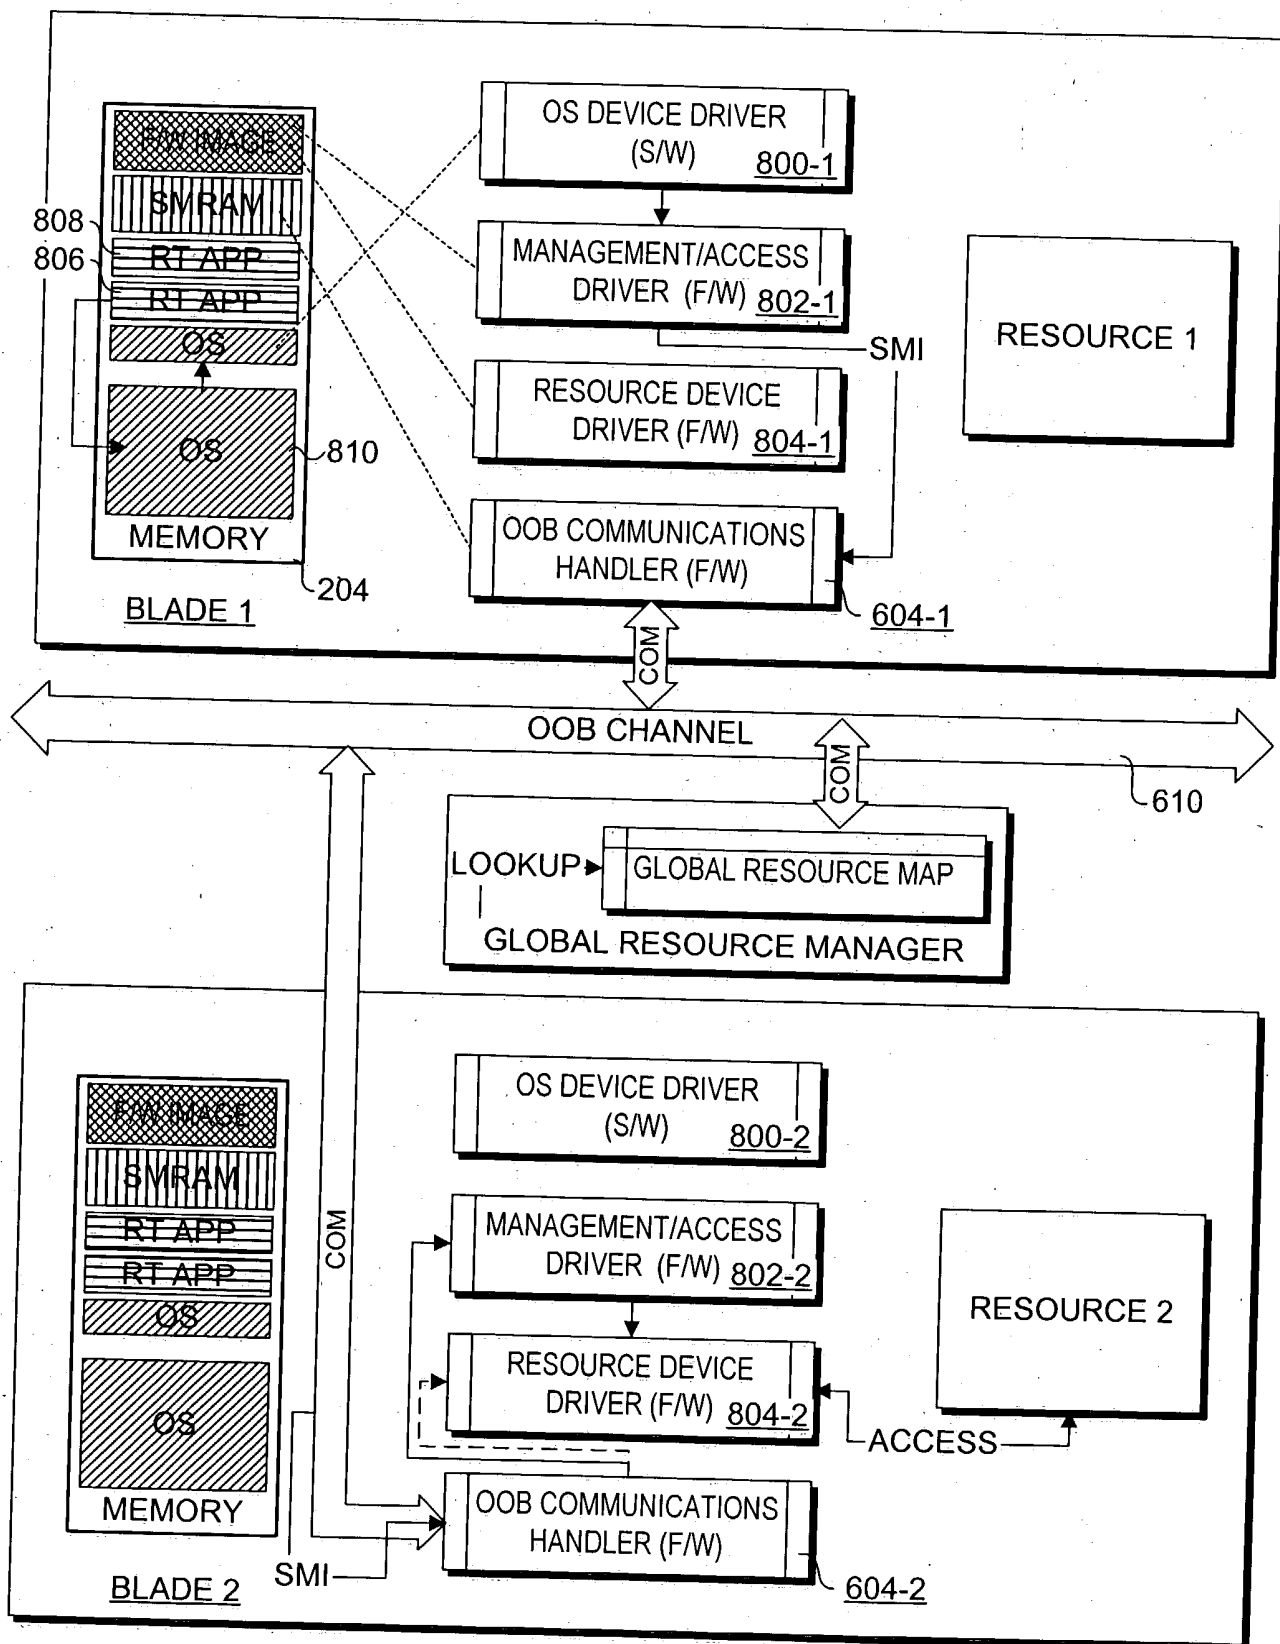 F/W IMAGE
SMRAM
808
RT APP
806
RT APP
OS
OS
810
MEMORY
204
BLADE 1
OS DEVICE DRIVER
(S/W) 800-1
MANAGEMENT/ACCESS
DRIVER (F/W) 802-1
SMI
RESOURCE DEVICE
DRIVER (F/W) 804-1
OOB COMMUNICATIONS
HANDLER (F/W)
604-1
RESOURCE 1
COM
OOB CHANNEL
COM
610
LOOKUP
GLOBAL RESOURCE MAP
GLOBAL RESOURCE MANAGER
F/W IMAGE
SMRAM
RT APP
RT APP
OS
OS
MEMORY
BLADE 2
COM
SMI
OS DEVICE DRIVER
(S/W) 800-2
MANAGEMENT/ACCESS
DRIVER (F/W) 802-2
RESOURCE DEVICE
DRIVER (F/W) 804-2
ACCESS
OOB COMMUNICATIONS
HANDLER (F/W)
604-2
RESOURCE 2